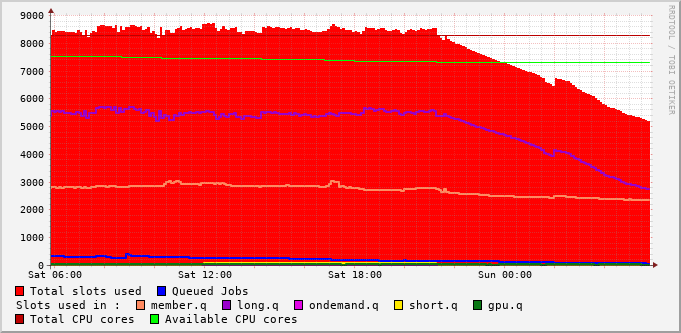 9000
8000
7000
6000
5000
4000
3000
2000
1000
0
Sat 06:00 Sat 12:00 Sat 18:00 Sun 00:00
RRDTOOL / TOBI OETIKER
Total slots used Queued Jobs
Slots used in : member.q long.q ondemand.q short.q gpu.q
Total CPU cores Available CPU cores